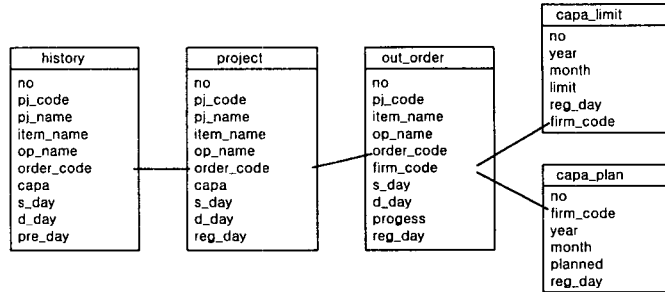 history
no
pj_code
pj_name
item_name
op_name
order_code
capa
s_day
d_day
pre_day
project
no
pj_code
pj_name
item_name
op_name
order_code
capa
s_day
d_day
reg_day
out_order
no
pj_code
item_name
op_name
order_code
firm_code
s_day
d_day
progess
reg_day
capa_limit
no
year
month
limit
reg_day
firm_code
capa_plan
no
firm_code
year
month
planned
reg_day